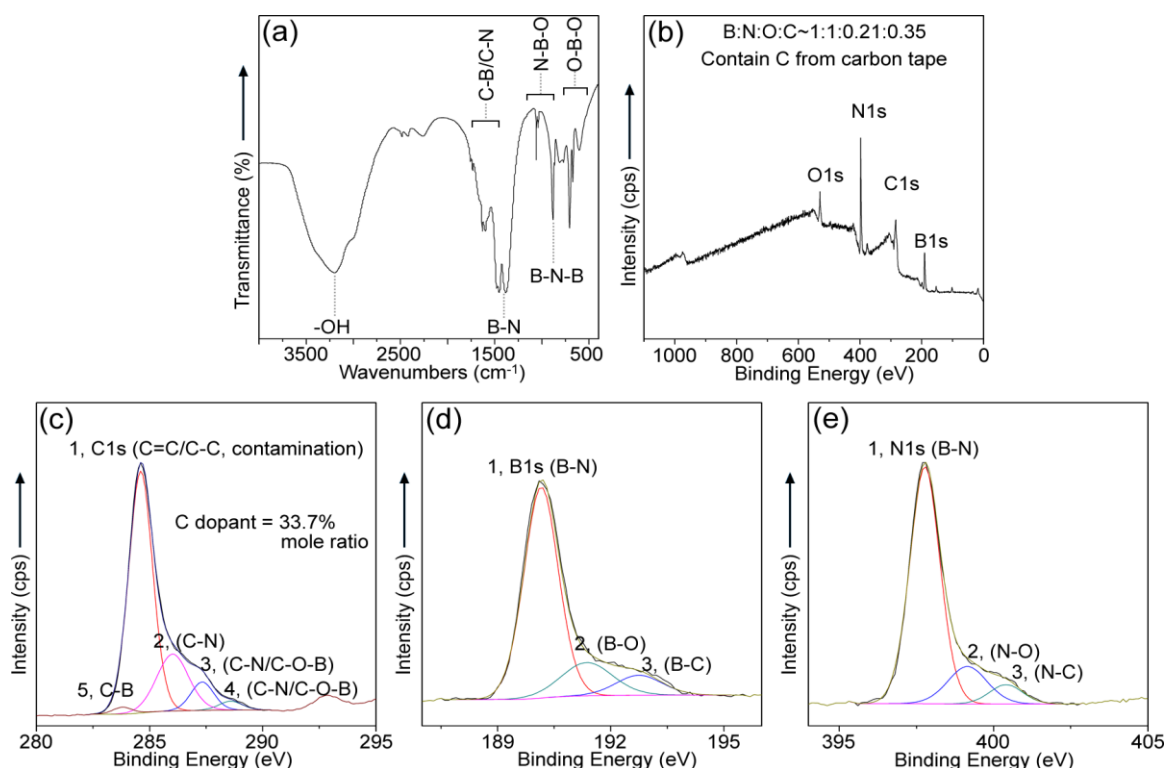 (a)
C-B/C-N
N-B-O
O-B-O
-OH
B-N
B-N-B
Transmittance (%)
3500 2500 1500 500
Wavenumbers (cm⁻¹)
(b)
B:N:O:C~1:1:0.21:0.35
Contain C from carbon tape
N1s
O1s
C1s
B1s
Intensity (cps)
1000 800 600 400 200 0
Binding Energy (eV)
(c)
1, C1s (C=C/C-C, contamination)
C dopant = 33.7%
mole ratio
2, (C-N)
3, (C-N/C-O-B)
5, C-B
4, (C-N/C-O-B)
Intensity (cps)
280 285 290 295
Binding Energy (eV)
(d)
1, B1s (B-N)
2, (B-O)
3, (B-C)
Intensity (cps)
189 192 195
Binding Energy (eV)
(e)
1, N1s (B-N)
2, (N-O)
3, (N-C)
Intensity (cps)
395 400 405
Binding Energy (eV)